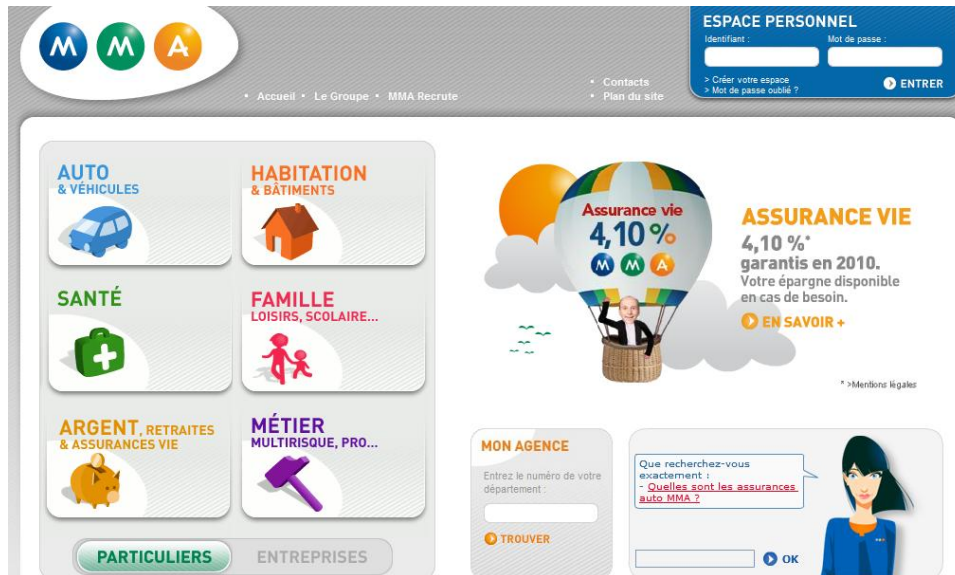 M M A
• Accueil • Le Groupe • MMA Recrute
• Contacts
• Plan du site
ESPACE PERSONNEL
Identifiant :
Mot de passe :
> Créer votre espace
> Mot de passe oublié ?
ENTRER
AUTO
& VÉHICULES
HABITATION
& BÂTIMENTS
SANTÉ
FAMILLE
LOISIRS, SCOLAIRE...
ARGENT, RETRAITES
& ASSURANCES VIE
MÉTIER
MULTIRISQUE, PRO...
PARTICULIERS
ENTREPRISES
Assurance vie
4,10 %
M M A
ASSURANCE VIE
4,10 %*
garantis en 2010.
Votre épargne disponible
en cas de besoin.
EN SAVOIR +
* >Mentions légales
MON AGENCE
Entrez le numéro de votre
département :
TROUVER
Que recherchez-vous
exactement :
- Quelles sont les assurances
auto MMA ?
OK